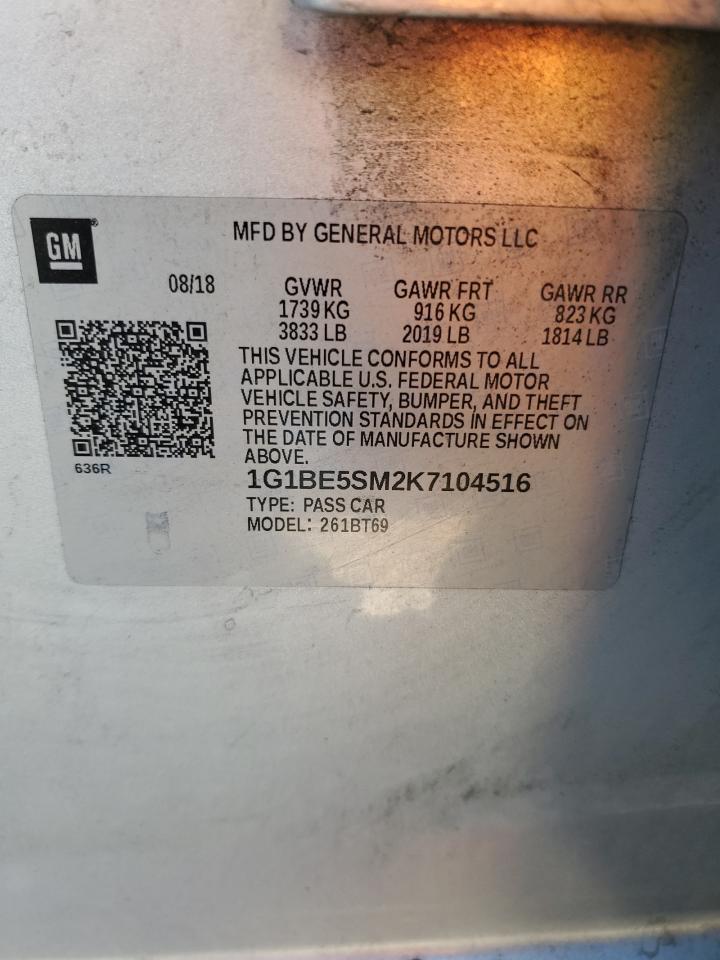 GM®
MFD BY GENERAL MOTORS LLC
08/18 GVWR GAWR FRT GAWR RR
1739 KG 916 KG 823 KG
3833 LB 2019 LB 1814 LB
THIS VEHICLE CONFORMS TO ALL
APPLICABLE U.S. FEDERAL MOTOR
VEHICLE SAFETY, BUMPER, AND THEFT
PREVENTION STANDARDS IN EFFECT ON
THE DATE OF MANUFACTURE SHOWN
ABOVE.
636R
1G1BE5SM2K7104516
TYPE: PASS CAR
MODEL: 261BT69